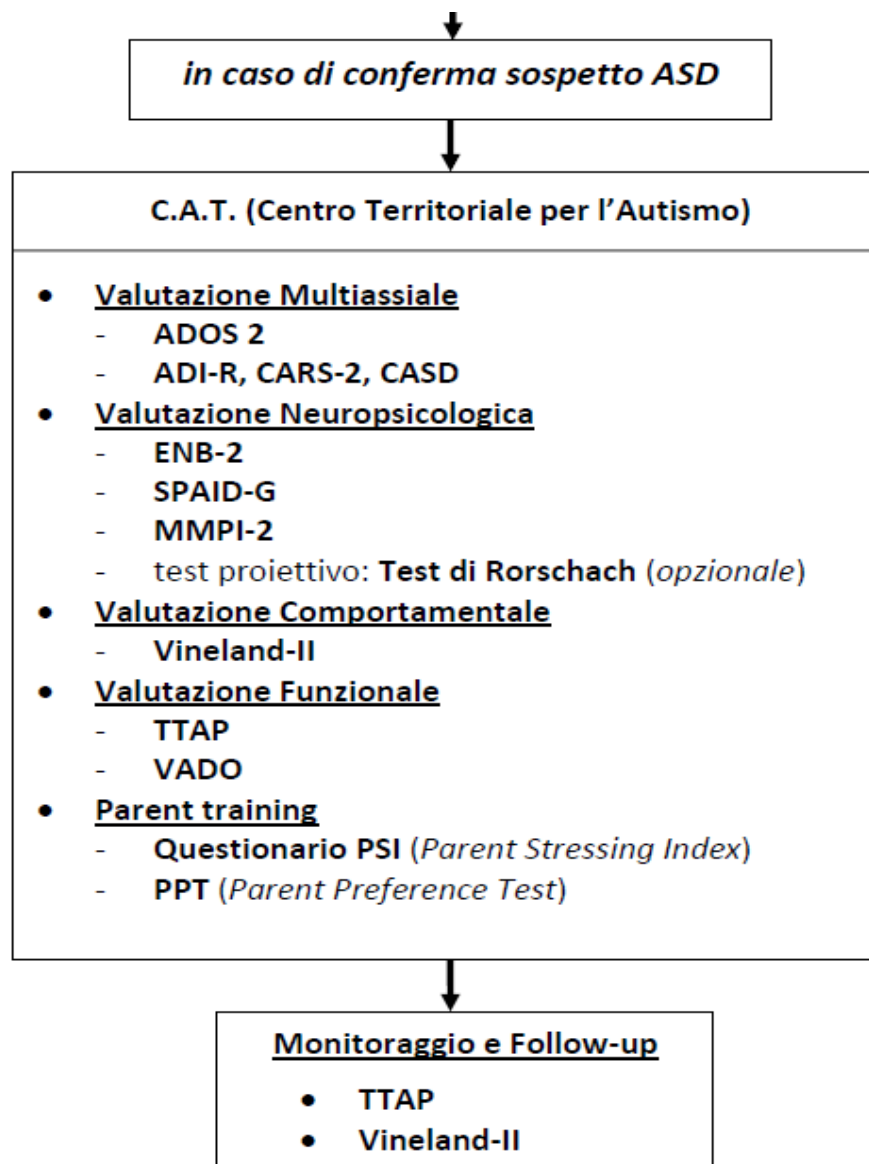 in caso di conferma sospetto ASD
C.A.T. (Centro Territoriale per l'Autismo)
• Valutazione Multiassiale
- ADOS 2
- ADI-R, CARS-2, CASD
• Valutazione Neuropsicologica
- ENB-2
- SPAID-G
- MMPI-2
- test proiettivo: Test di Rorschach (opzionale)
• Valutazione Comportamentale
- Vineland-II
• Valutazione Funzionale
- TTAP
- VADO
• Parent training
- Questionario PSI (Parent Stressing Index)
- PPT (Parent Preference Test)
Monitoraggio e Follow-up
• TTAP
• Vineland-II